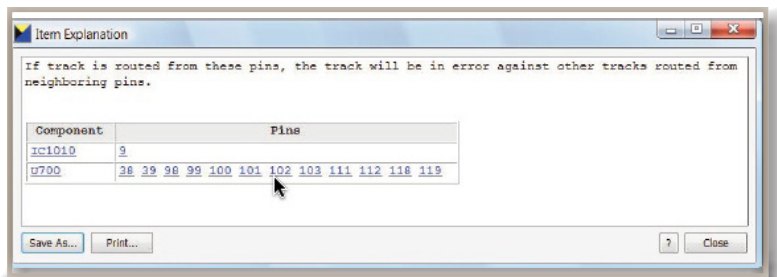 Item Explanation
If track is routed from these pins, the track will be in error against other tracks routed from
neighboring pins.
Component Pins
IC1010 9
U700 38 39 98 99 100 101 102 103 111 112 118 119
Save As... Print... ? Close